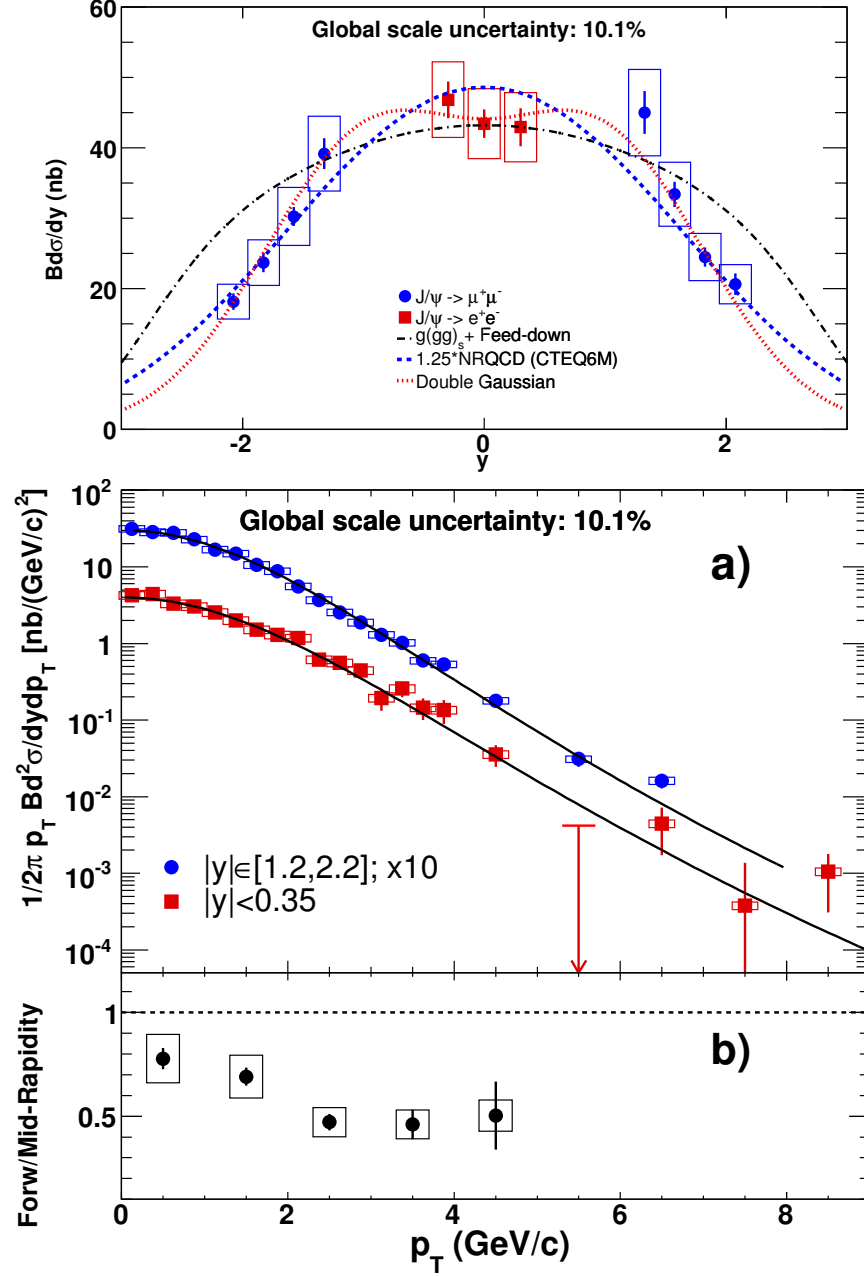 60
Global scale uncertainty: 10.1%
40
Bdσ/dy (nb)
20
J/ψ -> μ⁺μ⁻
J/ψ -> e⁺e⁻
g(gg)ₛ+ Feed-down
1.25*NRQCD (CTEQ6M)
Double Gaussian
0
-2 0 2
y
10²
Global scale uncertainty: 10.1%
a)
10
1
10⁻¹
10⁻²
10⁻³
10⁻⁴
1/2π p_T Bd²σ/dydp_T [nb/(GeV/c)²]
|y|∈[1.2,2.2]; x10
|y|<0.35
1
b)
0.5
Forw/Mid-Rapidity
0 2 4 6 8
p_T (GeV/c)